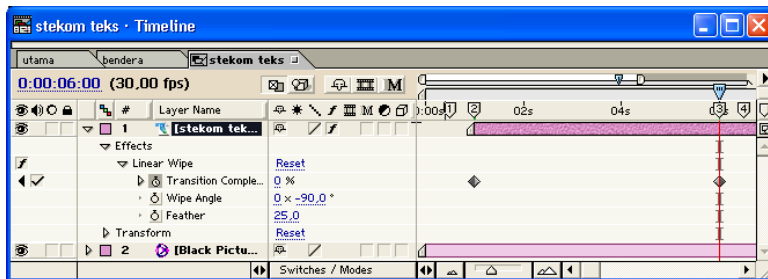 stekom teks · Timeline
utama bendera stekom teks
0:00:06:00 (30,00 fps) M
# Layer Name M :00s 1 2 02s 04s 3 4
1 [stekom tek...
Effects
Linear Wipe Reset
Transition Comple... 0 %
Wipe Angle 0 x -90,0 °
Feather 25,0
Transform Reset
2 [Black Pictu...
Switches / Modes